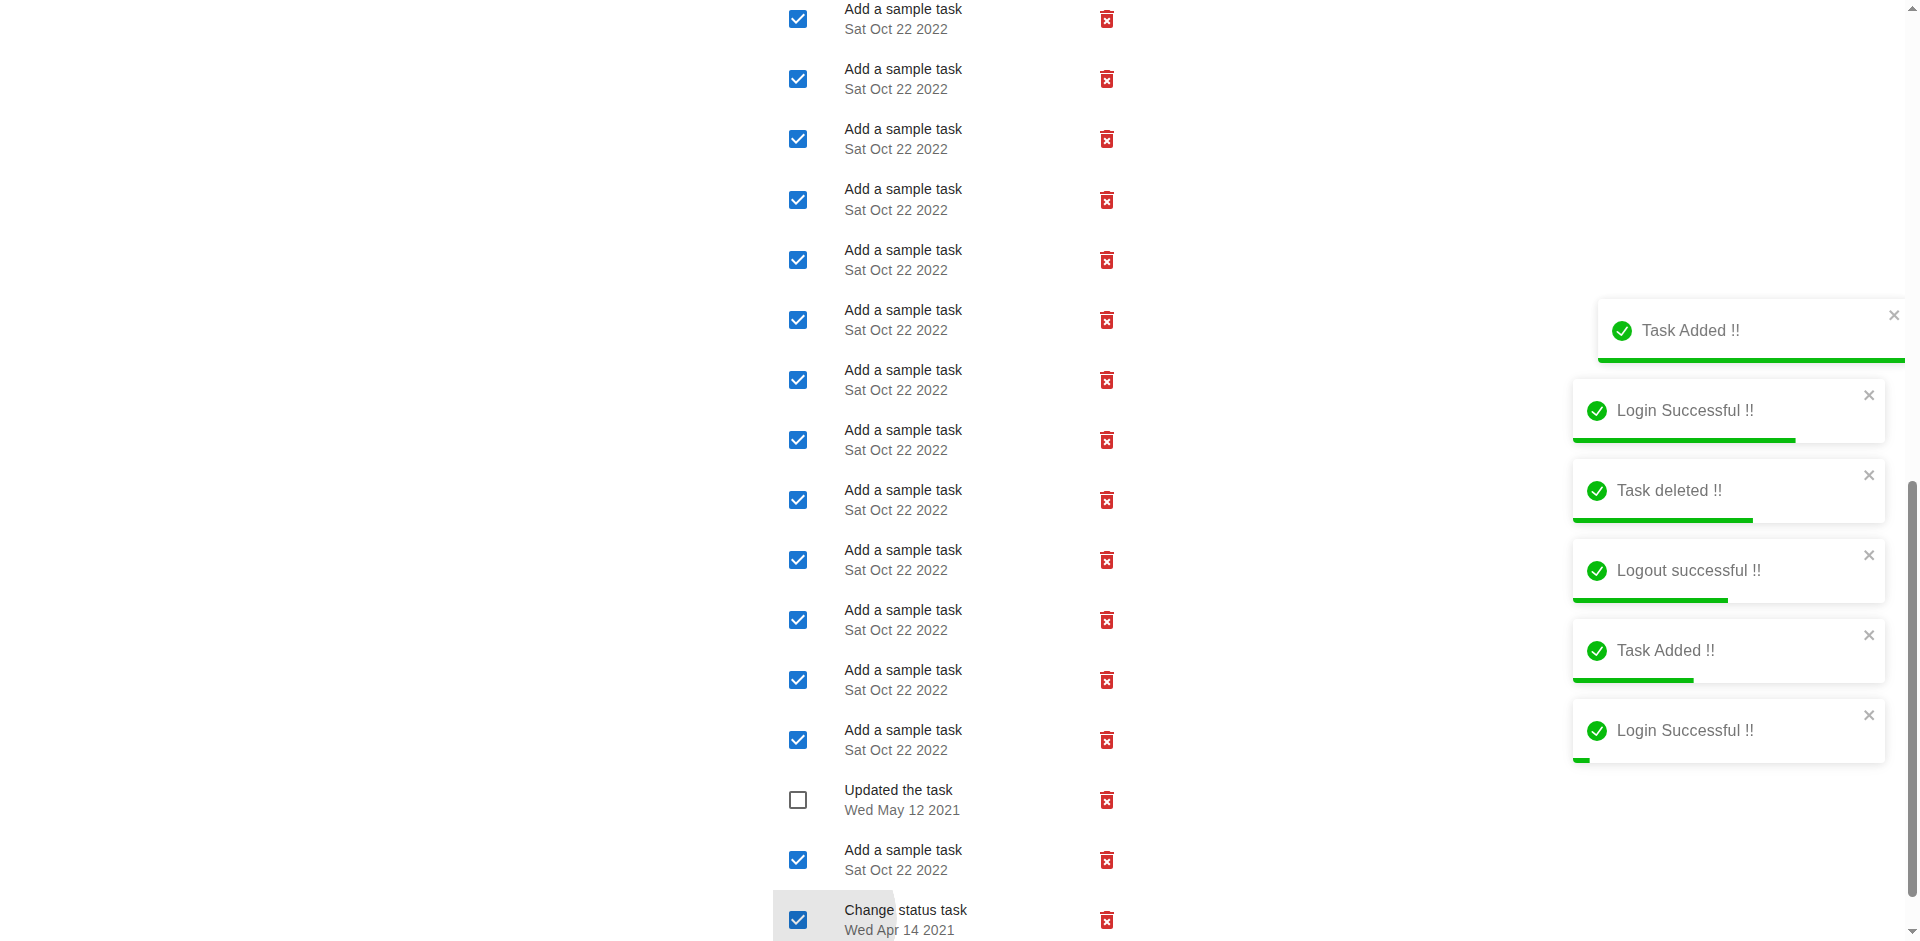 Add a sample task
Sat Oct 22 2022
Add a sample task
Sat Oct 22 2022
Add a sample task
Sat Oct 22 2022
Add a sample task
Sat Oct 22 2022
Add a sample task
Sat Oct 22 2022
Add a sample task
Sat Oct 22 2022
Add a sample task
Sat Oct 22 2022
Add a sample task
Sat Oct 22 2022
Add a sample task
Sat Oct 22 2022
Add a sample task
Sat Oct 22 2022
Add a sample task
Sat Oct 22 2022
Add a sample task
Sat Oct 22 2022
Add a sample task
Sat Oct 22 2022
Updated the task
Wed May 12 2021
Add a sample task
Sat Oct 22 2022
Change status task
Wed Apr 14 2021
Task Added !!
Login Successful !!
Task deleted !!
Logout successful !!
Task Added !!
Login Successful !!